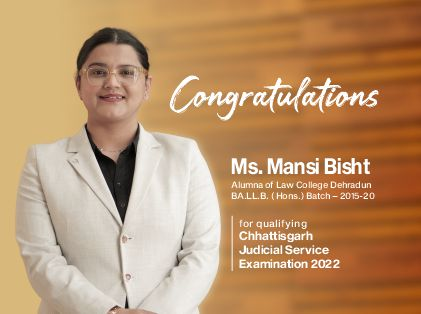 Congratulations
Ms. Mansi Bisht
Alumna of Law College Dehradun
BA.LL.B. ( Hons.) Batch – 2015-20
for qualifying
Chhattisgarh
Judicial Service
Examination 2022